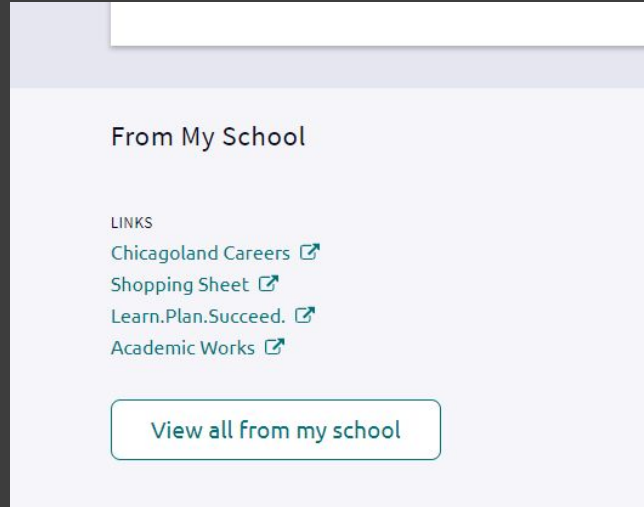 From My School
LINKS
Chicagoland Careers
Shopping Sheet
Learn.Plan.Succeed.
Academic Works
View all from my school